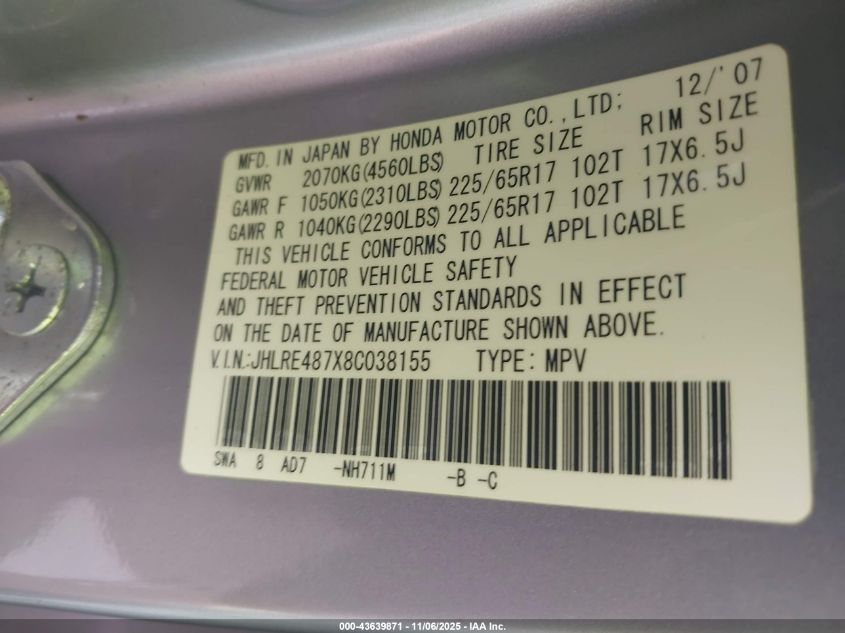 MFD. IN JAPAN BY HONDA MOTOR CO.,LTD; 12/'07
GVWR 2070KG(4560LBS) TIRE SIZE RIM SIZE
GAWR F 1050KG(2310LBS) 225/65R17 102T 17X6.5J
GAWR R 1040KG(2290LBS) 225/65R17 102T 17X6.5J
THIS VEHICLE CONFORMS TO ALL APPLICABLE
FEDERAL MOTOR VEHICLE SAFETY
AND THEFT PREVENTION STANDARDS IN EFFECT
ON THE DATE OF MANUFACTURE SHOWN ABOVE.
V.I.N.:JHLRE487X8C038155 TYPE: MPV
SWA 8 AD7 -NH711M -B -C
000-43639871 - 11/06/2025 - IAA Inc.